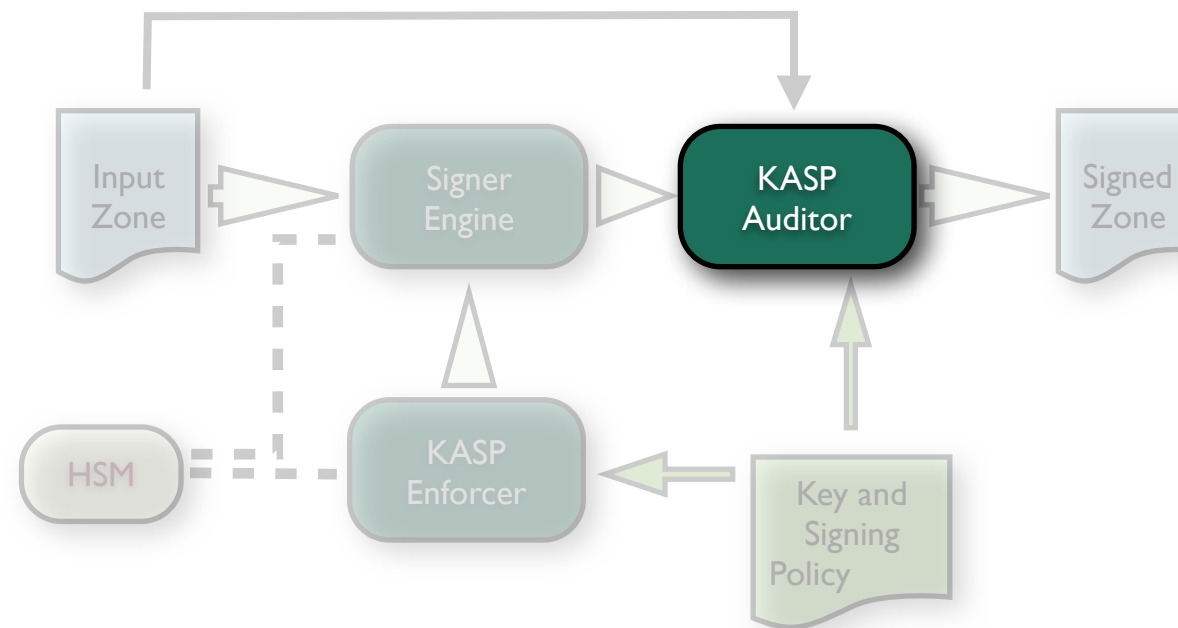 Input
Zone
Signer
Engine
KASP
Auditor
Signed
Zone
HSM
KASP
Enforcer
Key and
Signing
Policy